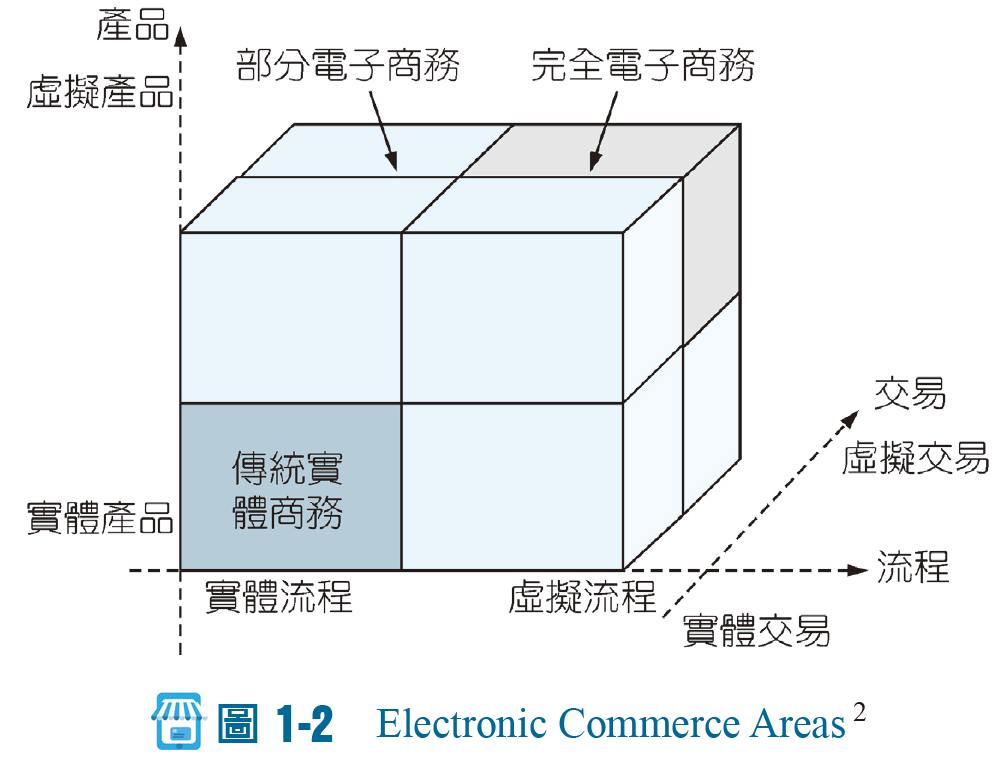 產品
部分電子商務
完全電子商務
虛擬產品
交易
虛擬交易
傳統實
體商務
實體產品
流程
實體流程
虛擬流程
實體交易
圖 1-2 Electronic Commerce Areas 2